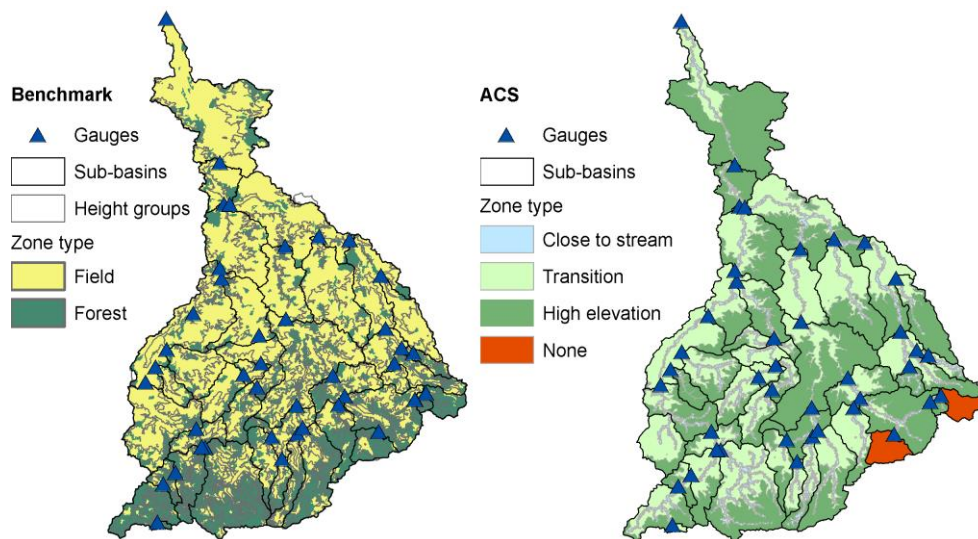 Benchmark
Gauges
Sub-basins
Height groups
Zone type
Field
Forest
ACS
Gauges
Sub-basins
Zone type
Close to stream
Transition
High elevation
None